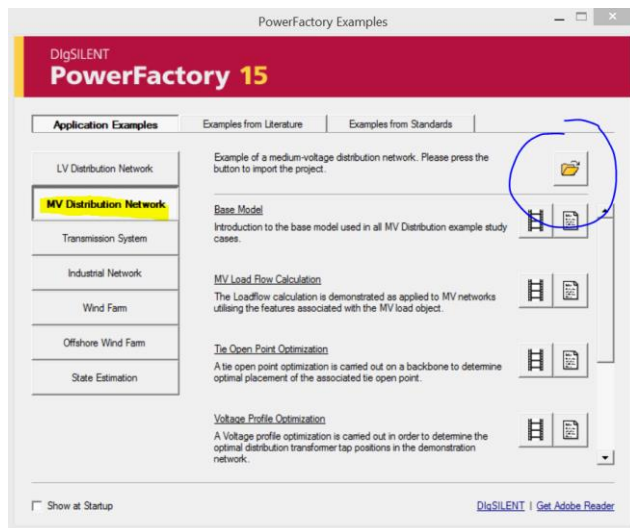 PowerFactory Examples
DIgSILENT
PowerFactory 15
Application Examples
Examples from Literature
Examples from Standards
LV Distribution Network
MV Distribution Network
Transmission System
Industrial Network
Wind Farm
Offshore Wind Farm
State Estimation
Example of a medium-voltage distribution network. Please press the
button to import the project.
Base Model
Introduction to the base model used in all MV Distribution example study
cases.
MV Load Flow Calculation
The Loadflow calculation is demonstrated as applied to MV networks
utilising the features associated with the MV load object.
Tie Open Point Optimization
A tie open point optimization is carried out on a backbone to determine
optimal placement of the associated tie open point.
Voltage Profile Optimization
A Voltage profile optimization is carried out in order to determine the
optimal distribution transformer tap positions in the demonstration
network.
Show at Startup
DIgSILENT | Get Adobe Reader